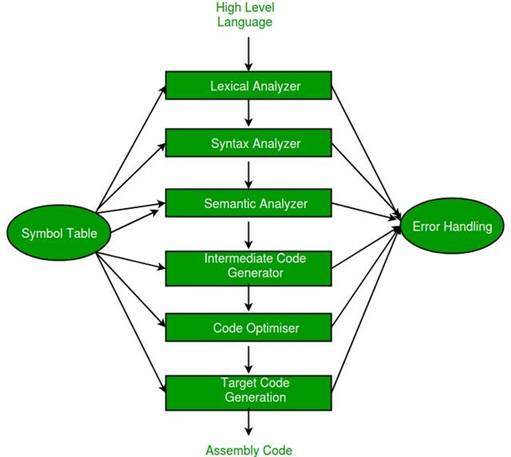 High Level
Language
Lexical Analyzer
Syntax Analyzer
Semantic Analyzer
Symbol Table
Error Handling
Intermediate Code
Generator
Code Optimiser
Target Code
Generation
Assembly Code